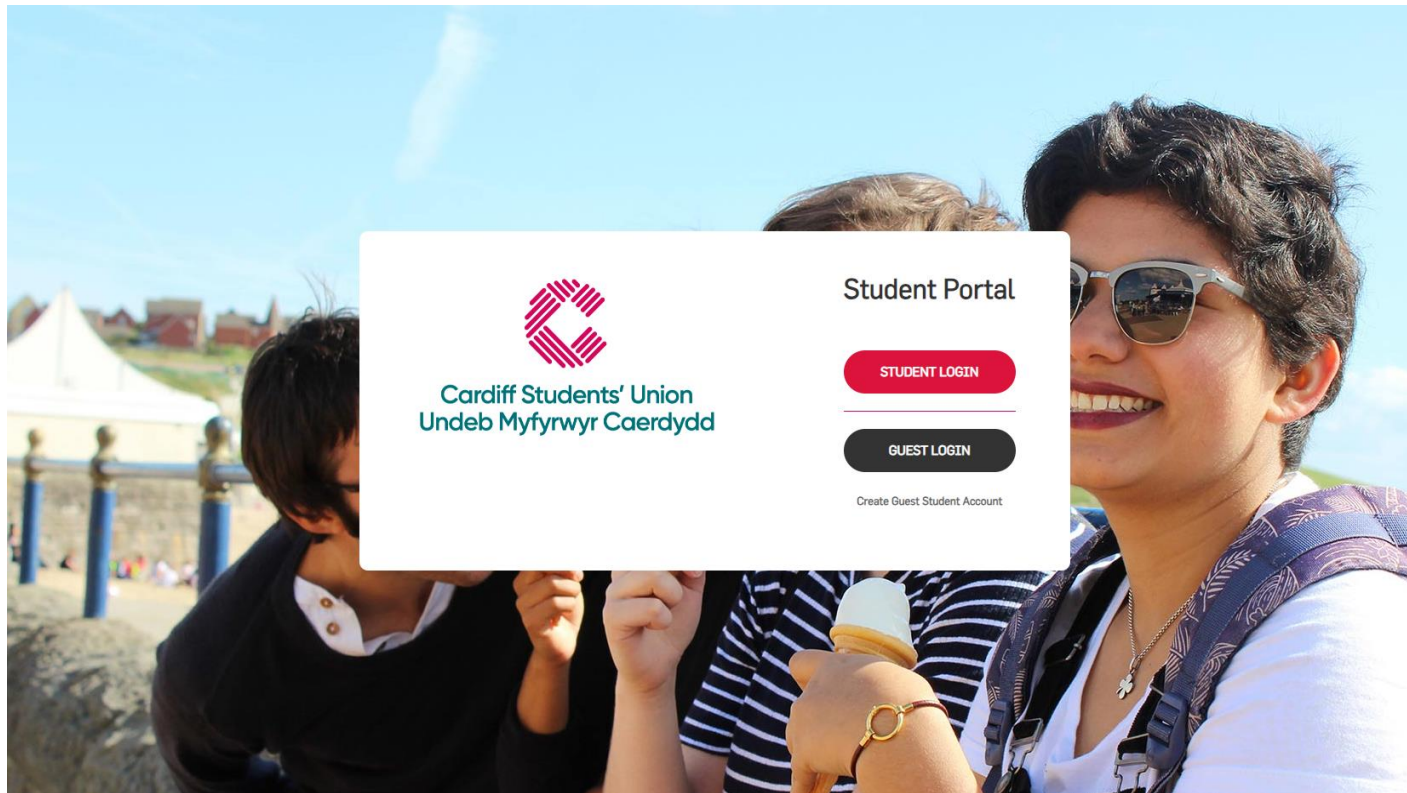 Cardiff Students' Union
Undeb Myfyrwyr Caerdydd
Student Portal
STUDENT LOGIN
GUEST LOGIN
Create Guest Student Account